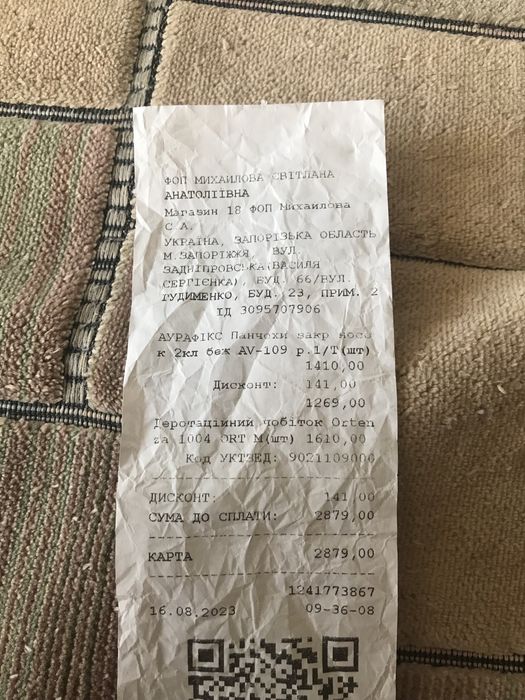 ФОП МИХАЙЛОВА СВІТЛАНА
АНАТОЛІЇВНА
Магазин 18 ФОП Михайлова
С.А.
УКРАЇНА, ЗАПОРІЗЬКА ОБЛАСТЬ
М.ЗАПОРІЖЖЯ, ВУЛ.
ЗАДНІПРОВСЬКА(ВАСИЛЯ
СЕРГІЄНКА), БУД. 66/ВУЛ.
ГУДИМЕНКО, БУД. 23, ПРИМ. 2
ІД 3095707906
АУРАФІКС Панчохи закр носо
к 2кл беж AV-109 р.1/Т(шт)
1410,00
Дисконт: 141,00
1269,00
Деротаційний чобіток Orten
za 1004 ORT M(шт) 1610,00
Код УКТЗЕД: 9021109000
ДИСКОНТ: 141,00
СУМА ДО СПЛАТИ: 2879,00
КАРТА 2879,00
1241773867
16.08.2023 09-36-08